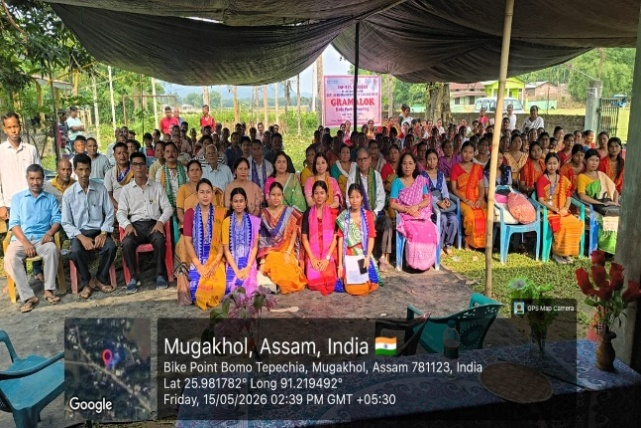 GRAMALOK
GPS Map Camera
Mugakhol, Assam, India
Bike Point Bomo Tepechia, Mugakhol, Assam 781123, India
Lat 25.981782° Long 91.219492°
Friday, 15/05/2026 02:39 PM GMT +05:30
Google